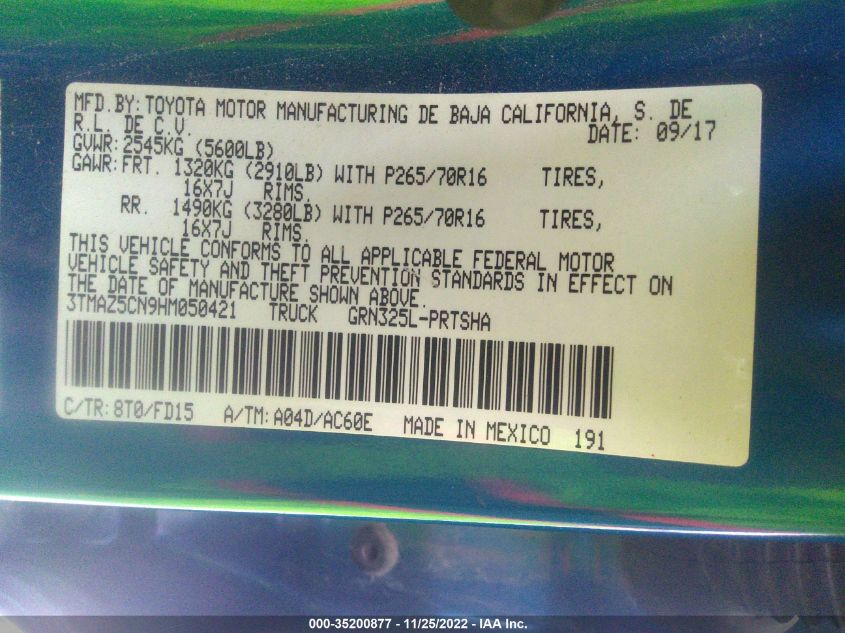 MFD.BY:TOYOTA MOTOR MANUFACTURING DE BAJA CALIFORNIA, S. DE
R.L. DE C.V. DATE: 09/17
GVWR:2545KG (5600LB)
GAWR:FRT. 1320KG (2910LB) WITH P265/70R16 TIRES,
16X7J RIMS.
RR. 1490KG (3280LB) WITH P265/70R16 TIRES,
16X7J RIMS.
THIS VEHICLE CONFORMS TO ALL APPLICABLE FEDERAL MOTOR
VEHICLE SAFETY AND THEFT PREVENTION STANDARDS IN EFFECT ON
THE DATE OF MANUFACTURE SHOWN ABOVE.
3TMAZ5CN9HM050421 TRUCK GRN325L-PRTSHA
C/TR:8T0/FD15 A/TM:A04D/AC60E MADE IN MEXICO 191
000-35200877 - 11/25/2022 - IAA Inc.